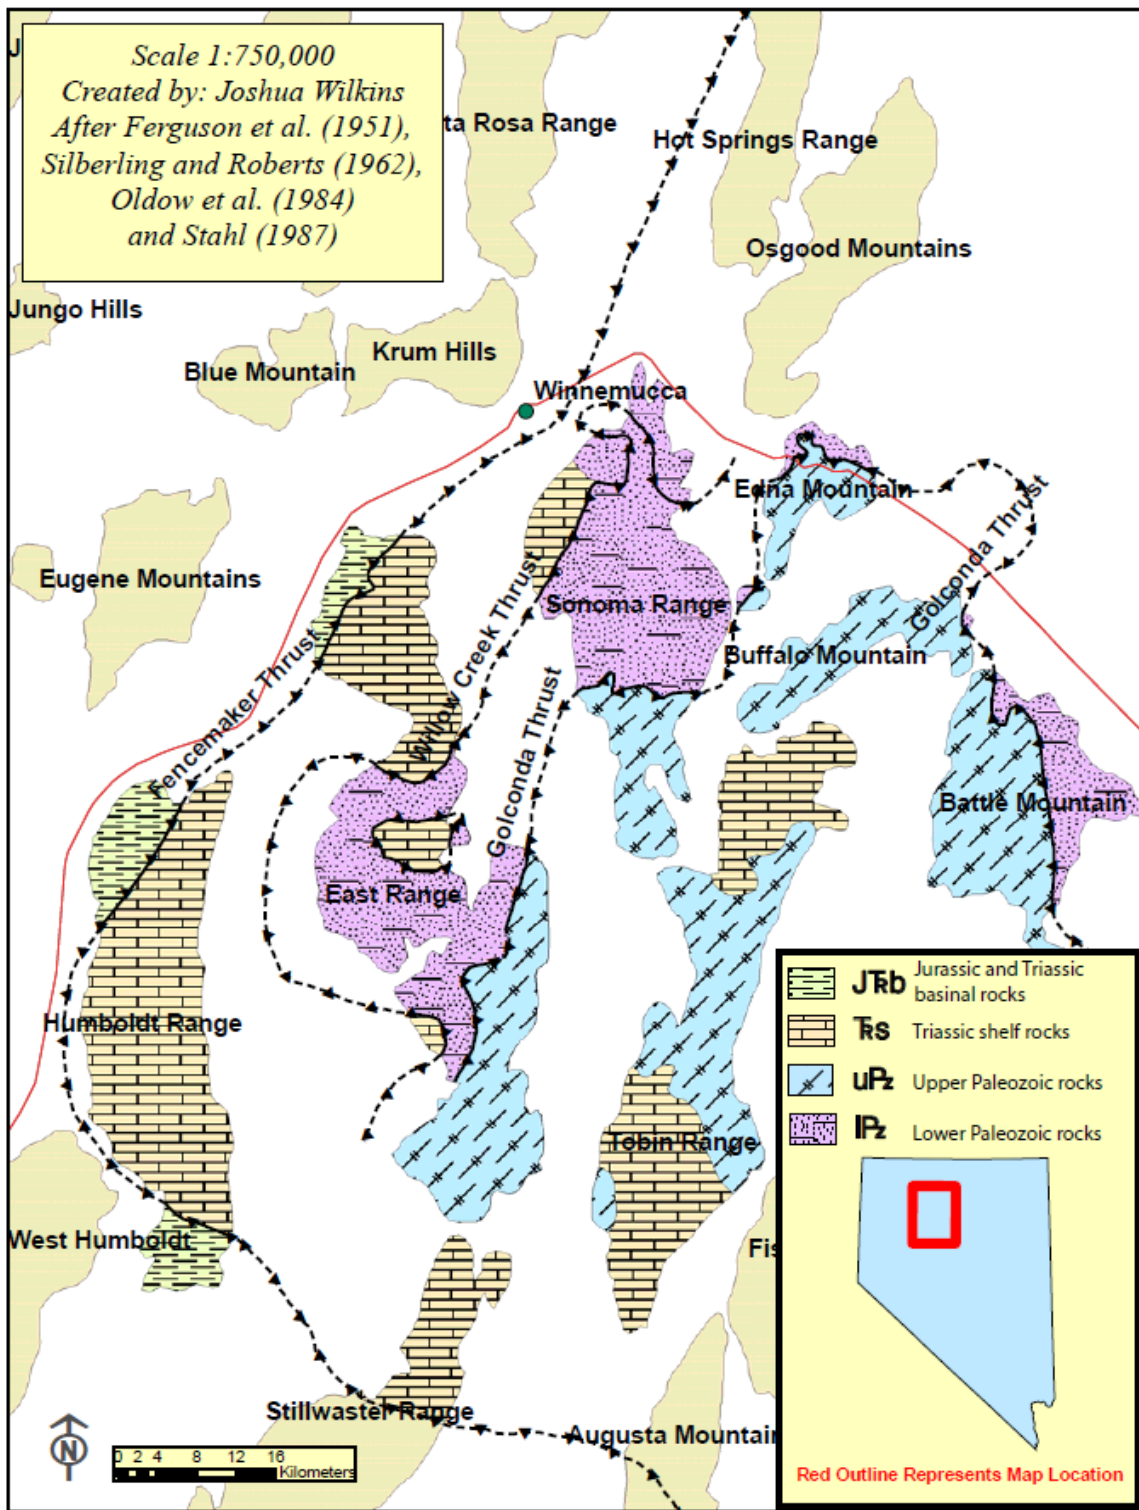 J
Scale 1:750,000
Created by: Joshua Wilkins
After Ferguson et al. (1951),
Silberling and Roberts (1962),
Oldow et al. (1984)
and Stahl (1987)
ta Rosa Range
Hot Springs Range
Osgood Mountains
Jungo Hills
Krum Hills
Blue Mountain
Winnemucca
Edna Mountain
Golconda Thrust
Eugene Mountains
Sonoma Range
Willow Creek Thrust
Buffalo Mountain
Fencemaker Thrust
Golconda Thrust
Battle Mountain
East Range
Humboldt Range
Tobin Range
West Humboldt
Fis
Stillwaster Range
Augusta Mountain
N
0 2 4 8 12 16
Kilometers
JTRb Jurassic and Triassic
basinal rocks
TRs Triassic shelf rocks
uPz Upper Paleozoic rocks
lPz Lower Paleozoic rocks
Red Outline Represents Map Location